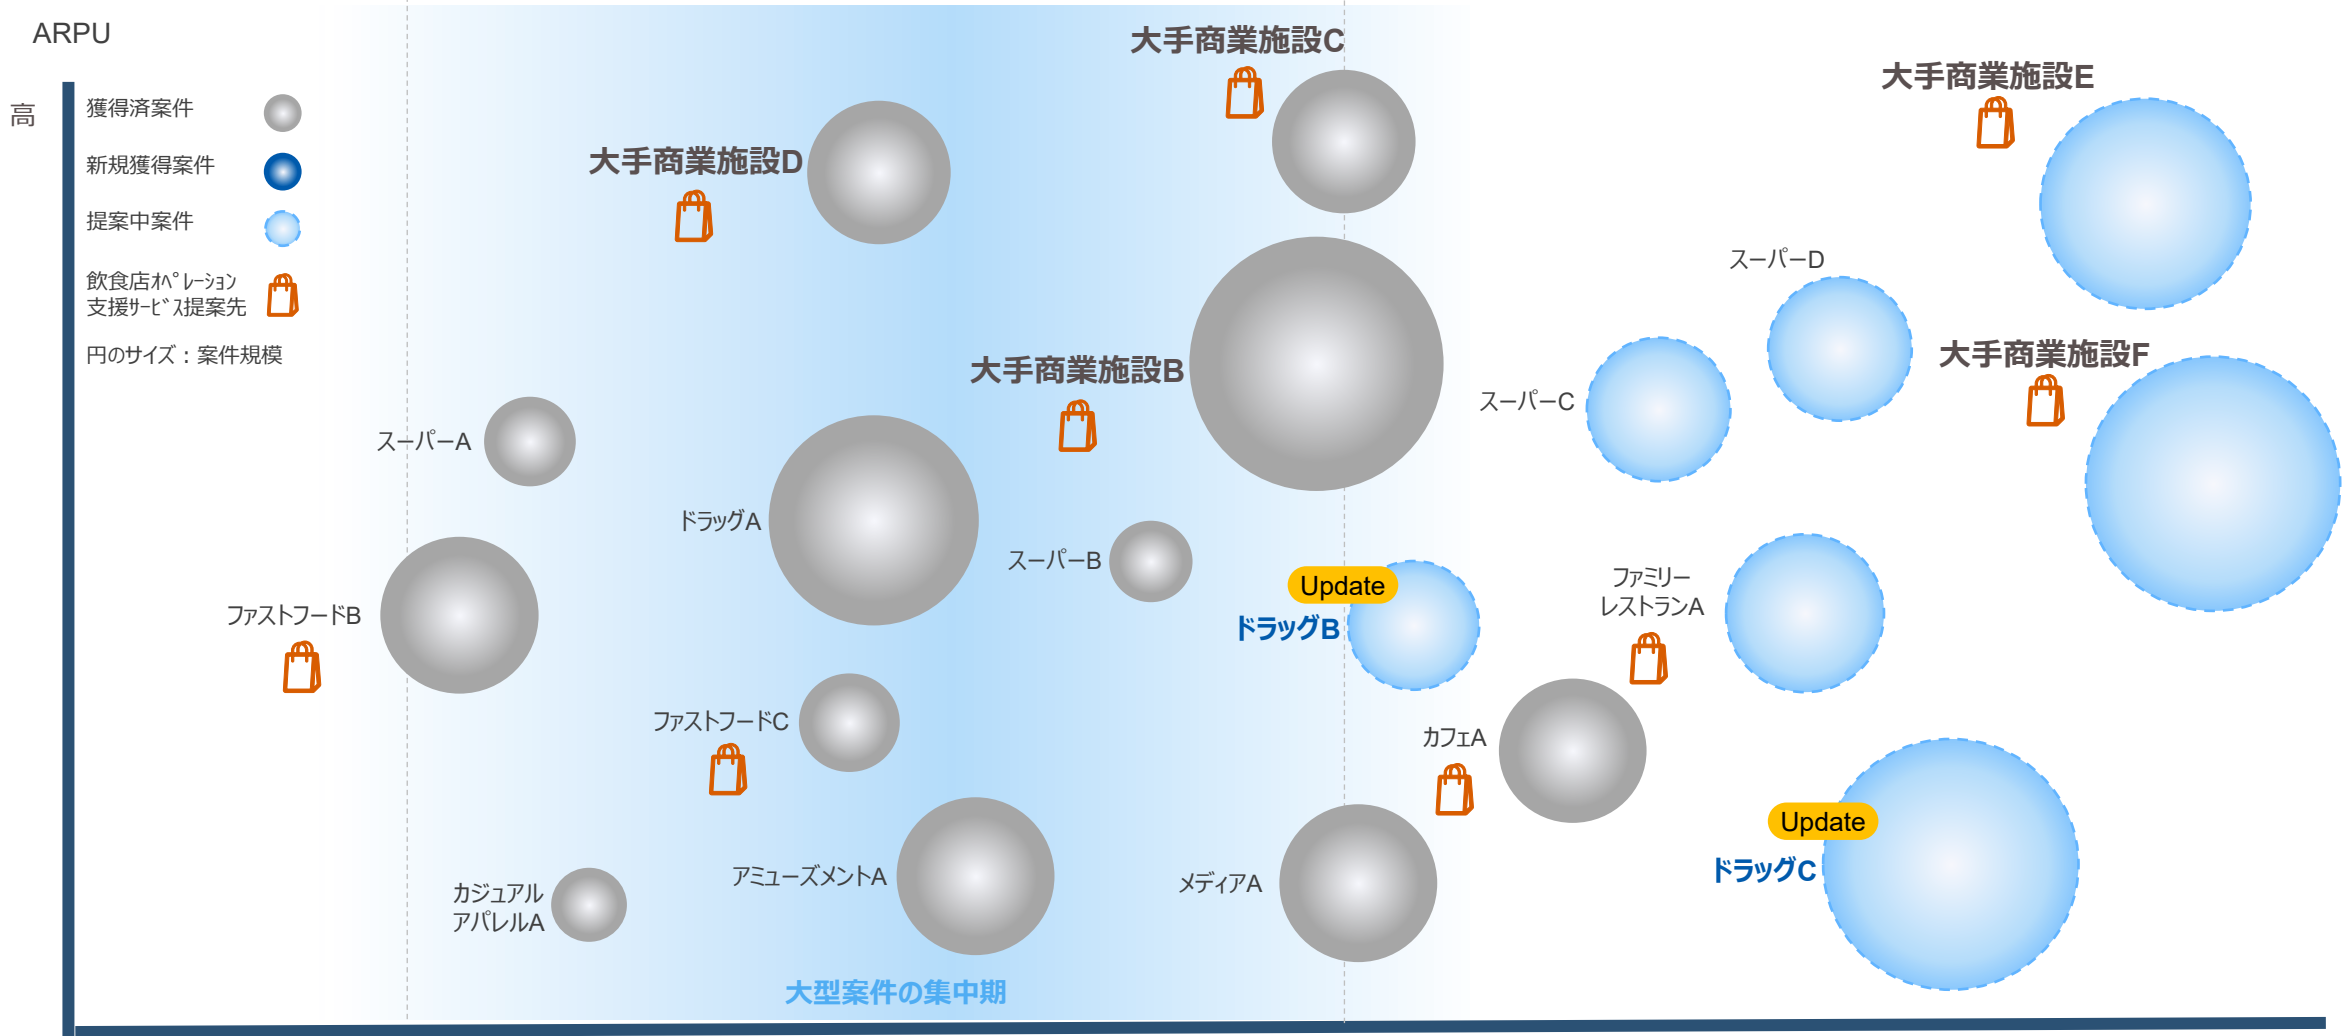 ARPU
高
獲得済案件
新規獲得案件
提案中案件
飲食店ｵﾍﾟﾚｰｼｮﾝ
支援ｻｰﾋﾞｽ提案先
円のサイズ：案件規模
大手商業施設C
大手商業施設E
大手商業施設D
スーパーD
大手商業施設F
大手商業施設B
スーパーC
スーパーA
ドラッグA
スーパーB
Update
ドラッグB
ファミリー
レストランA
ファストフードB
ファストフードC
カフェA
Update
ドラッグC
アミューズメントA
メディアA
カジュアル
アパレルA
大型案件の集中期